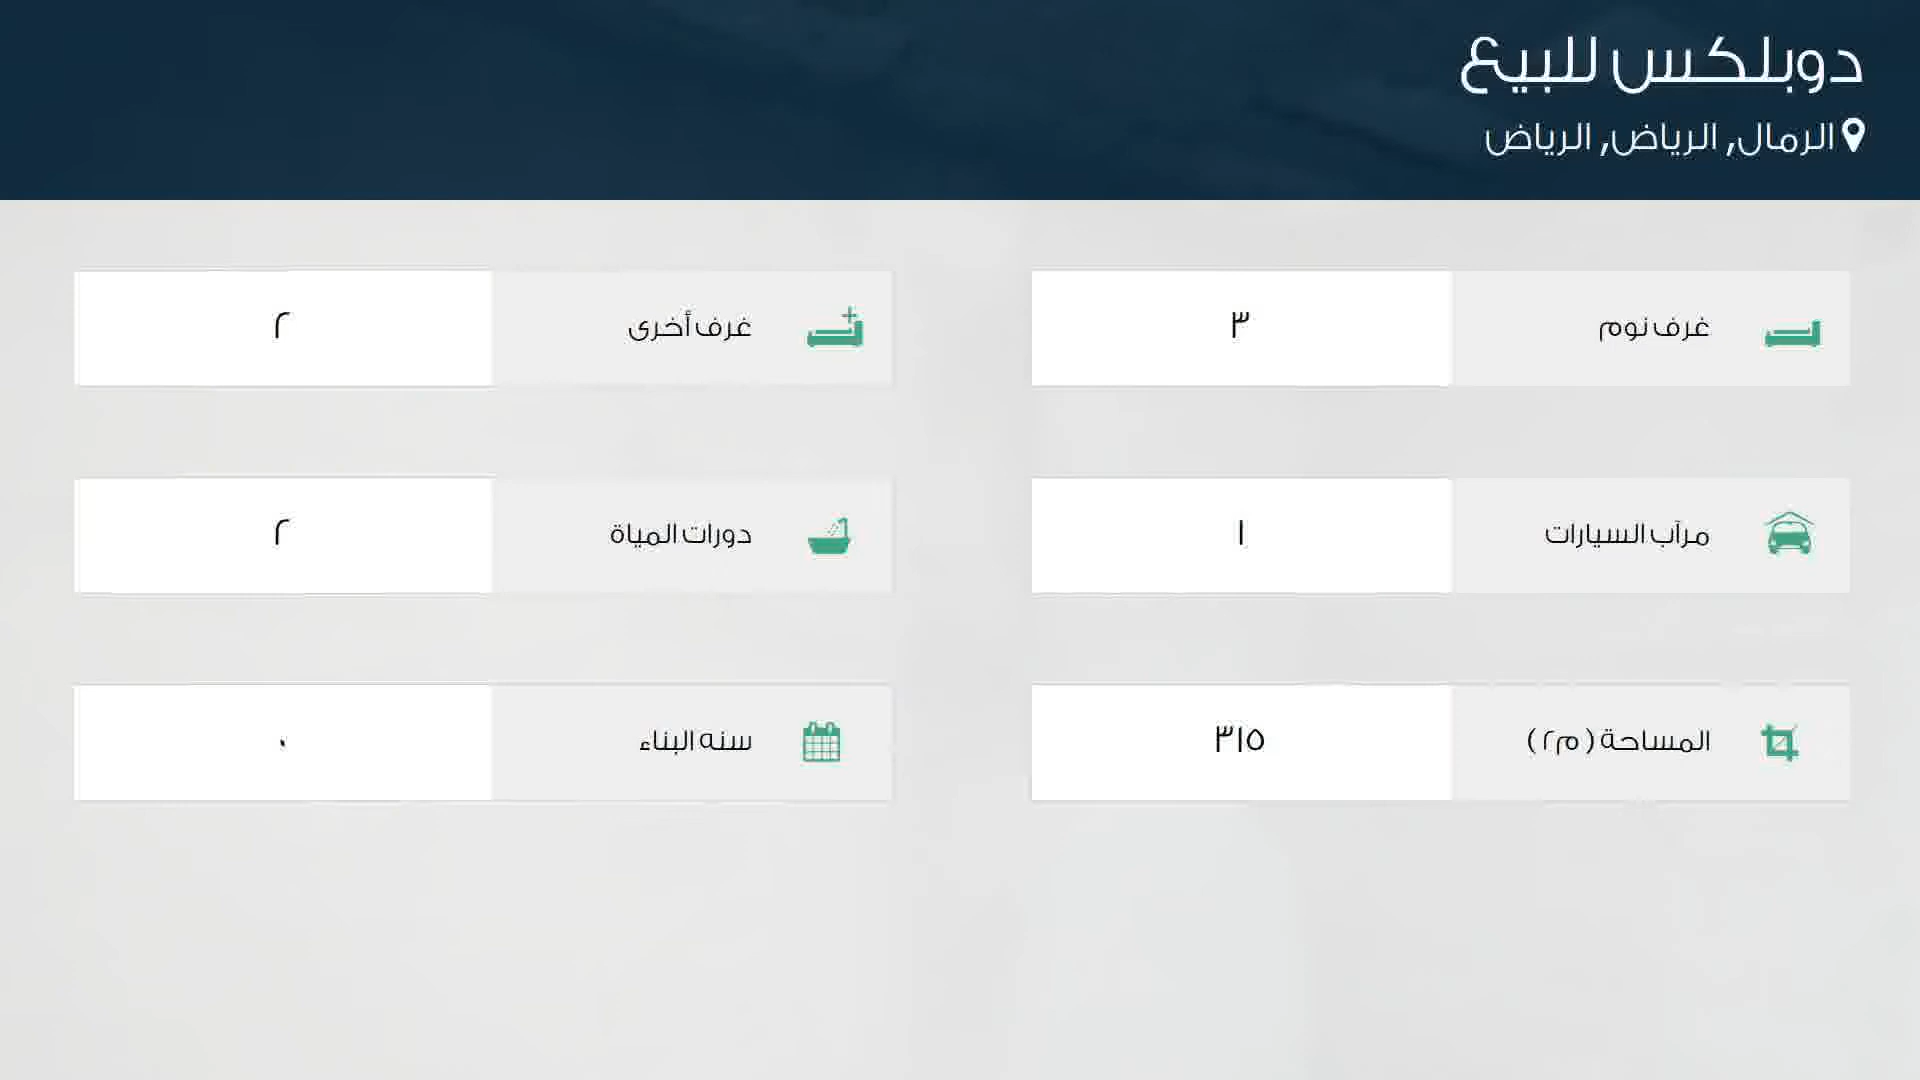 دوبلكس للبيع
الرمال, الرياض, الرياض
غرف نوم ٣
غرف أخرى ٢
مرآب السيارات ١
دورات المياة ٢
المساحة ( م٢ ) ٣١٥
سنه البناء ٠